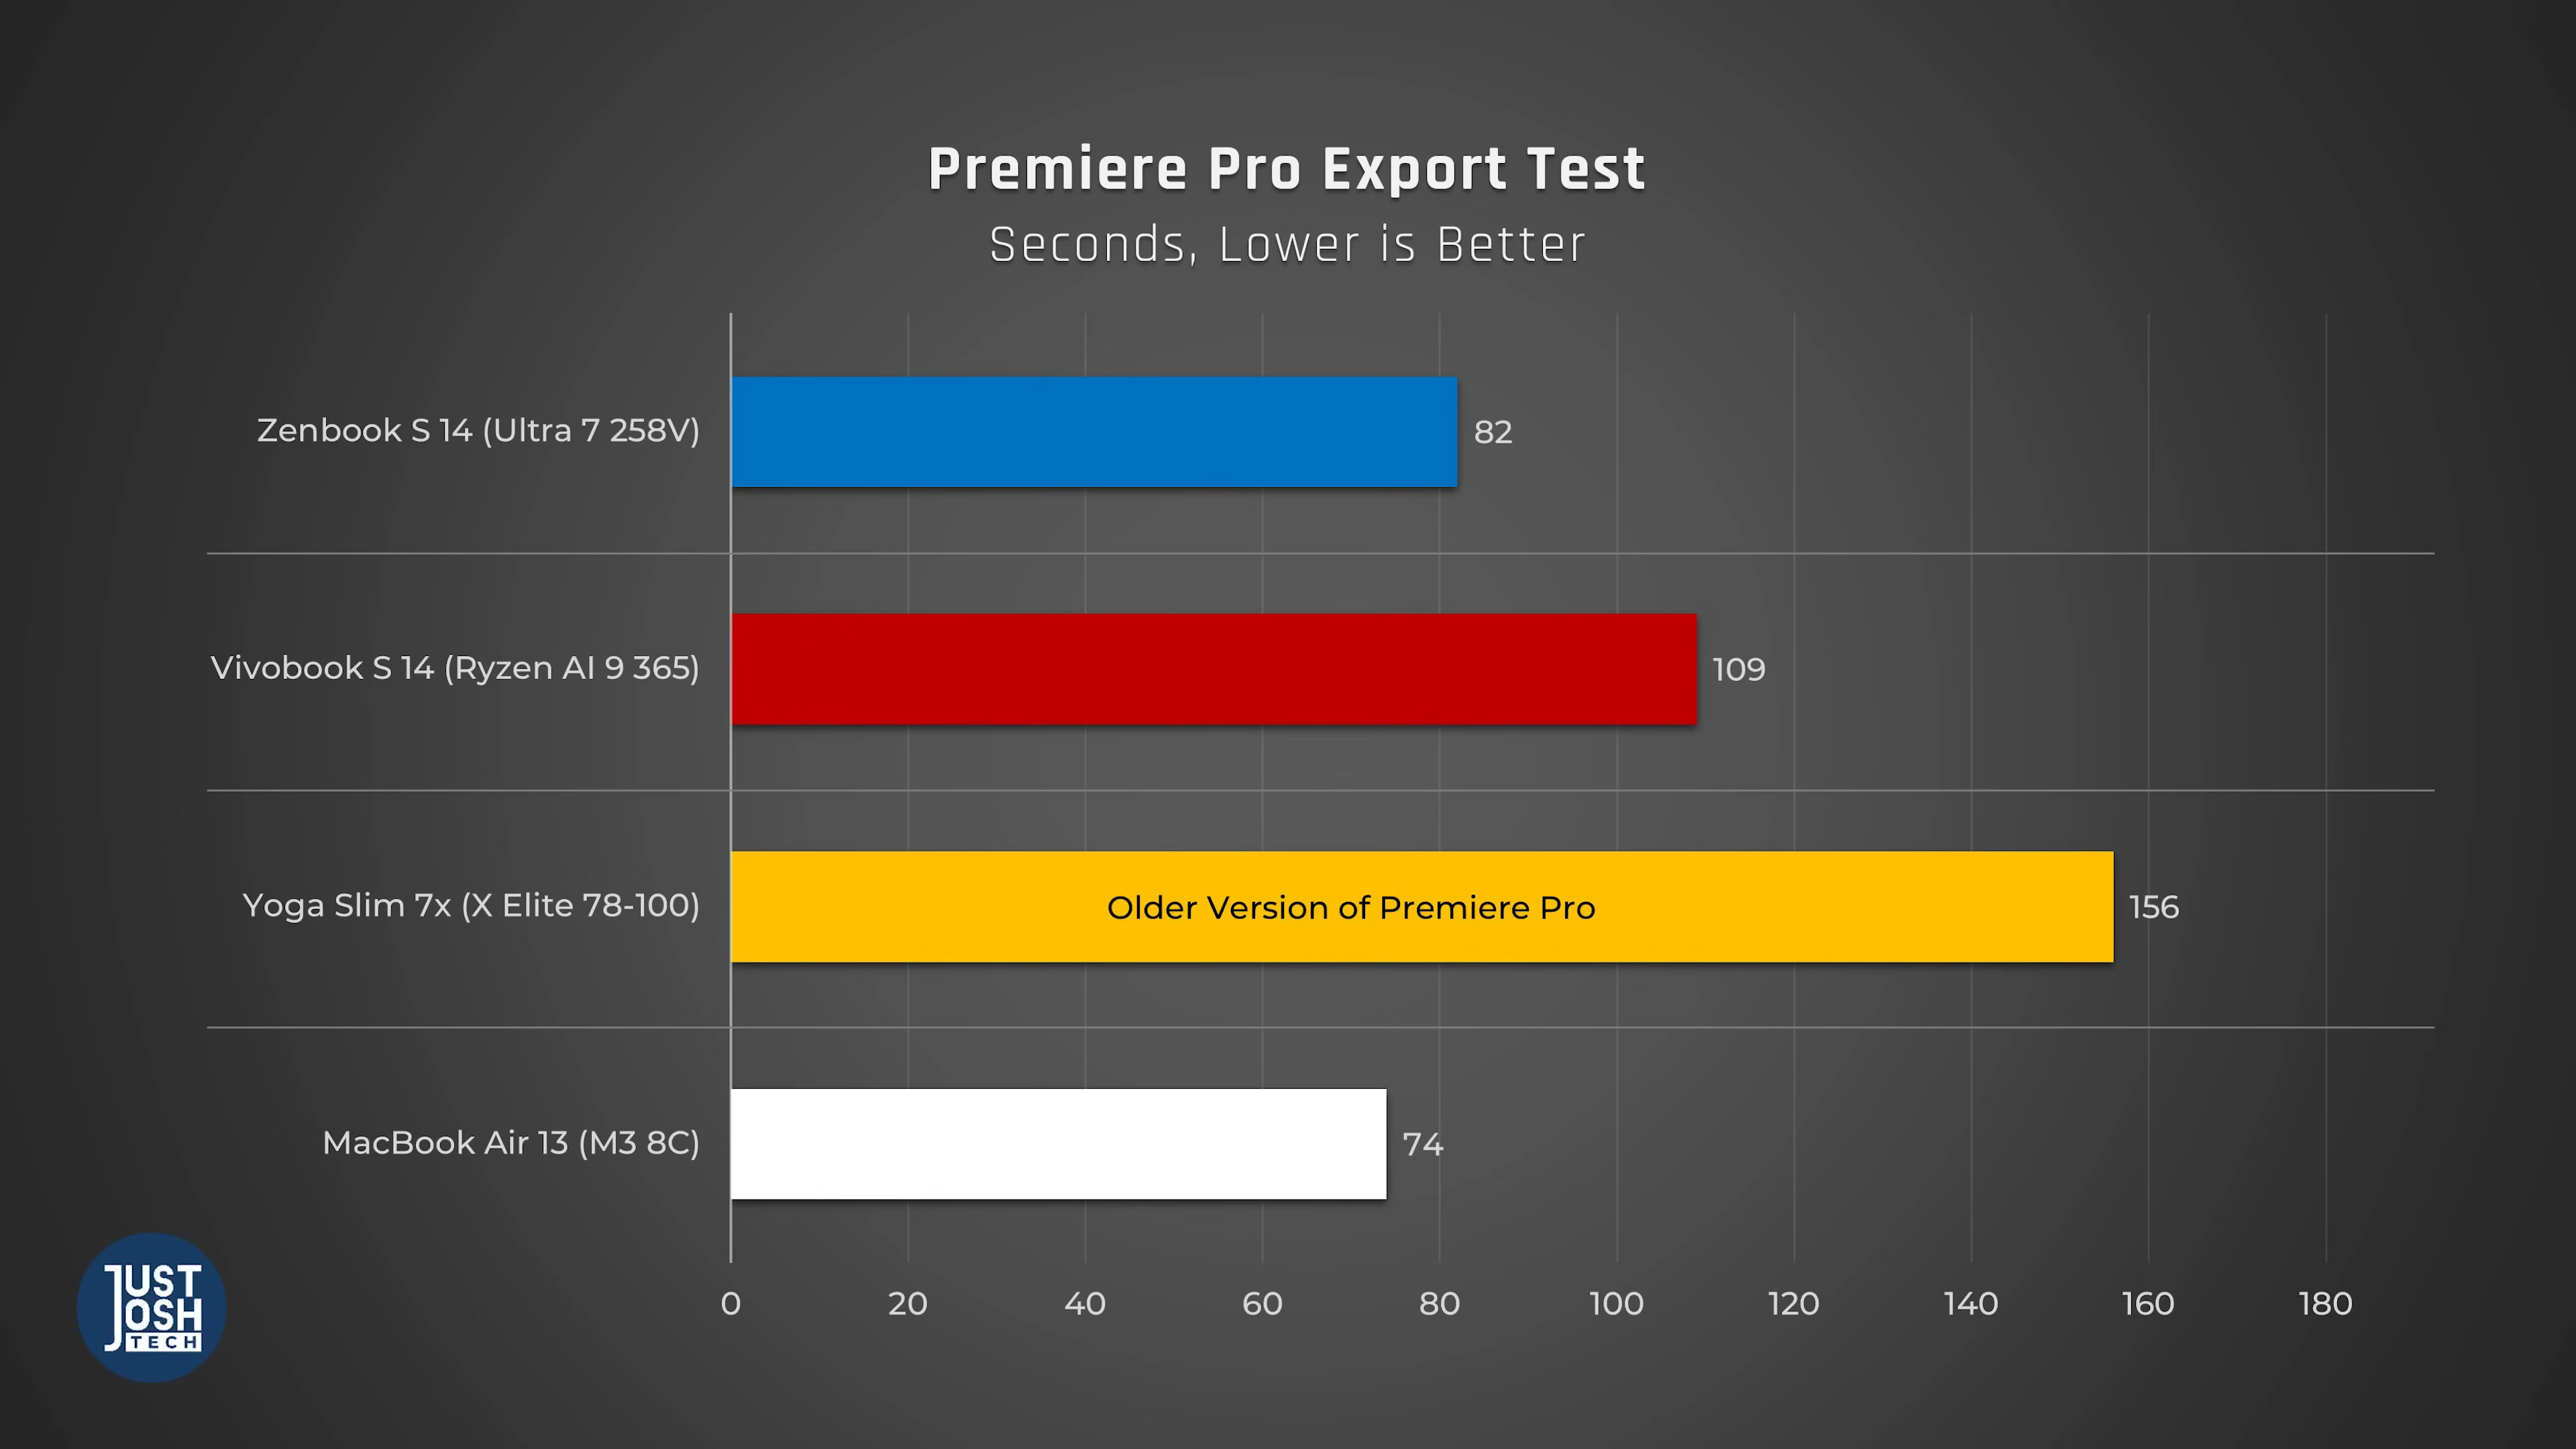 Premiere Pro Export Test
Seconds, Lower is Better
Zenbook S 14 (Ultra 7 258V)
82
Vivobook S 14 (Ryzen AI 9 365)
109
Yoga Slim 7x (X Elite 78-100)
Older Version of Premiere Pro
156
MacBook Air 13 (M3 8C)
74
0 20 40 60 80 100 120 140 160 180
JUST
JOSH
TECH